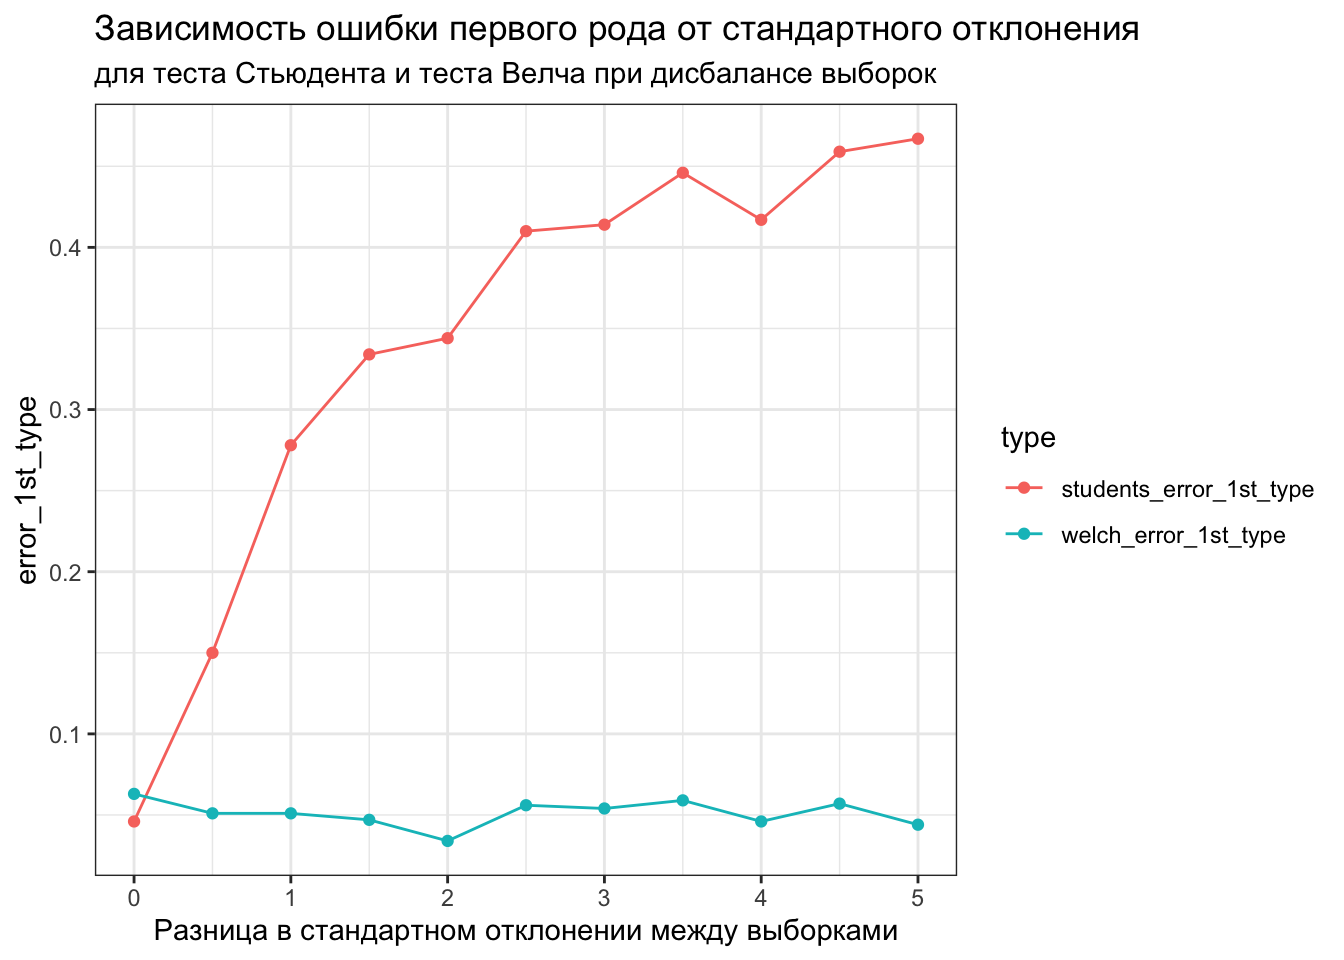 Зависимость ошибки первого рода от стандартного отклонения
для теста Стьюдента и теста Велча при дисбалансе выборок
error_1st_type
0.4
0.3
0.2
0.1
0 1 2 3 4 5
Разница в стандартном отклонении между выборками
type
students_error_1st_type
welch_error_1st_type